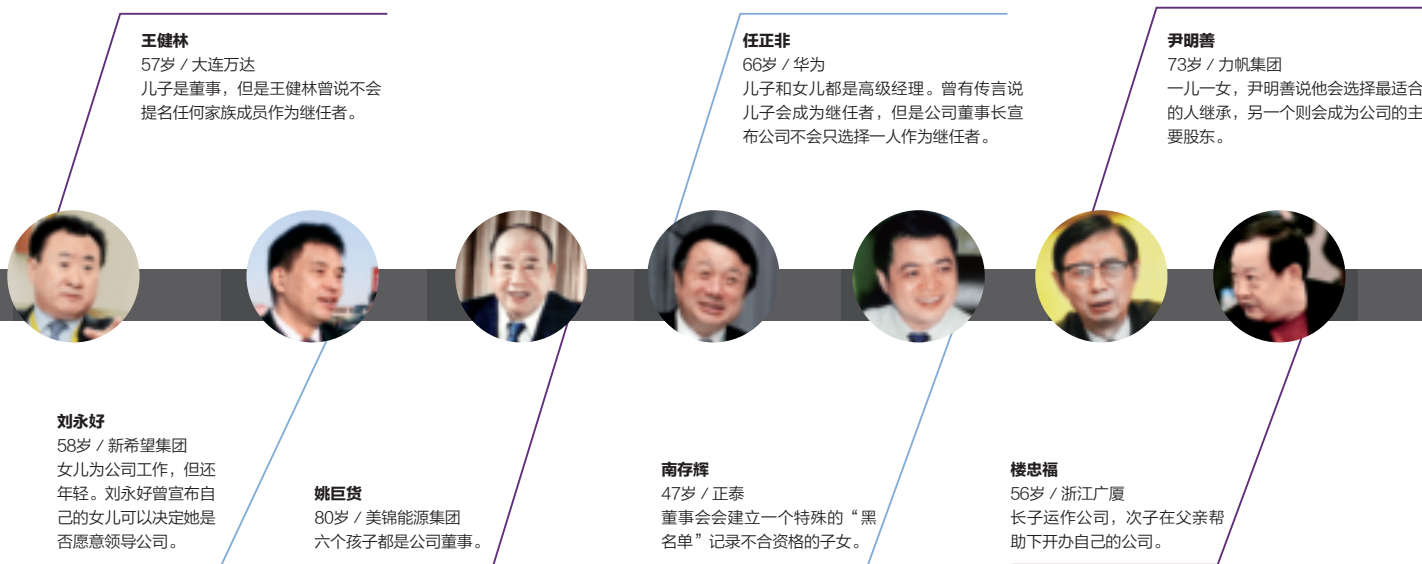 王健林
57岁 / 大连万达
儿子是董事，但是王健林曾说不会
提名任何家族成员作为继任者。
任正非
66岁 / 华为
儿子和女儿都是高级经理。曾有传言说
儿子会成为继任者，但是公司董事长宣
布公司不会只选择一人作为继任者。
尹明善
73岁 / 力帆集团
一儿一女，尹明善说他会选择最适合
的人继承，另一个则会成为公司的主
要股东。
刘永好
58岁 / 新希望集团
女儿为公司工作，但还
年轻。刘永好曾宣布自
己的女儿可以决定她是
否愿意领导公司。
姚巨货
80岁 / 美锦能源集团
六个孩子都是公司董事。
南存辉
47岁 / 正泰
董事会会建立一个特殊的“黑
名单”记录不合资格的子女。
楼忠福
56岁 / 浙江广厦
长子运作公司，次子在父亲帮
助下开办自己的公司。